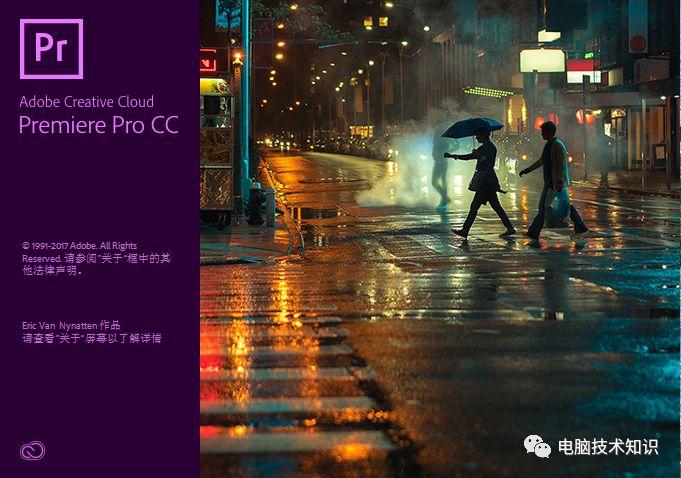 Pr
Adobe Creative Cloud
Premiere Pro CC
© 1991-2017 Adobe. All Rights
Reserved. 请参阅“关于”框中的其
他法律声明。
Eric Van Nynatten 作品
请查看“关于”屏幕以了解详情
电脑技术知识